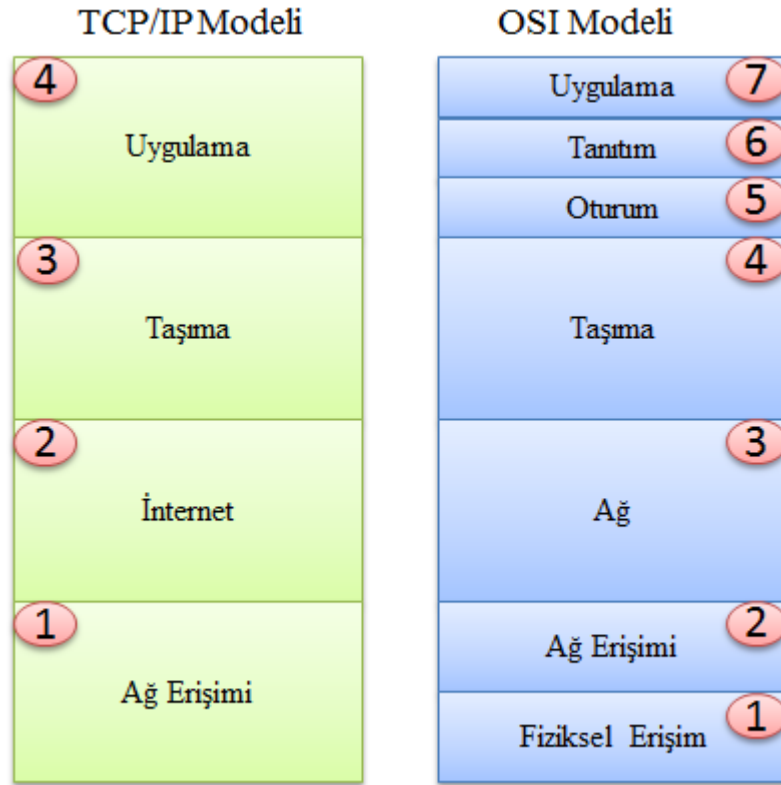 TCP/IP Modeli
4
Uygulama
3
Taşıma
2
İnternet
1
Ağ Erişimi
OSI Modeli
Uygulama 7
Tanıtım 6
Oturum 5
4
Taşıma
3
Ağ
2
Ağ Erişimi
1
Fiziksel Erişim